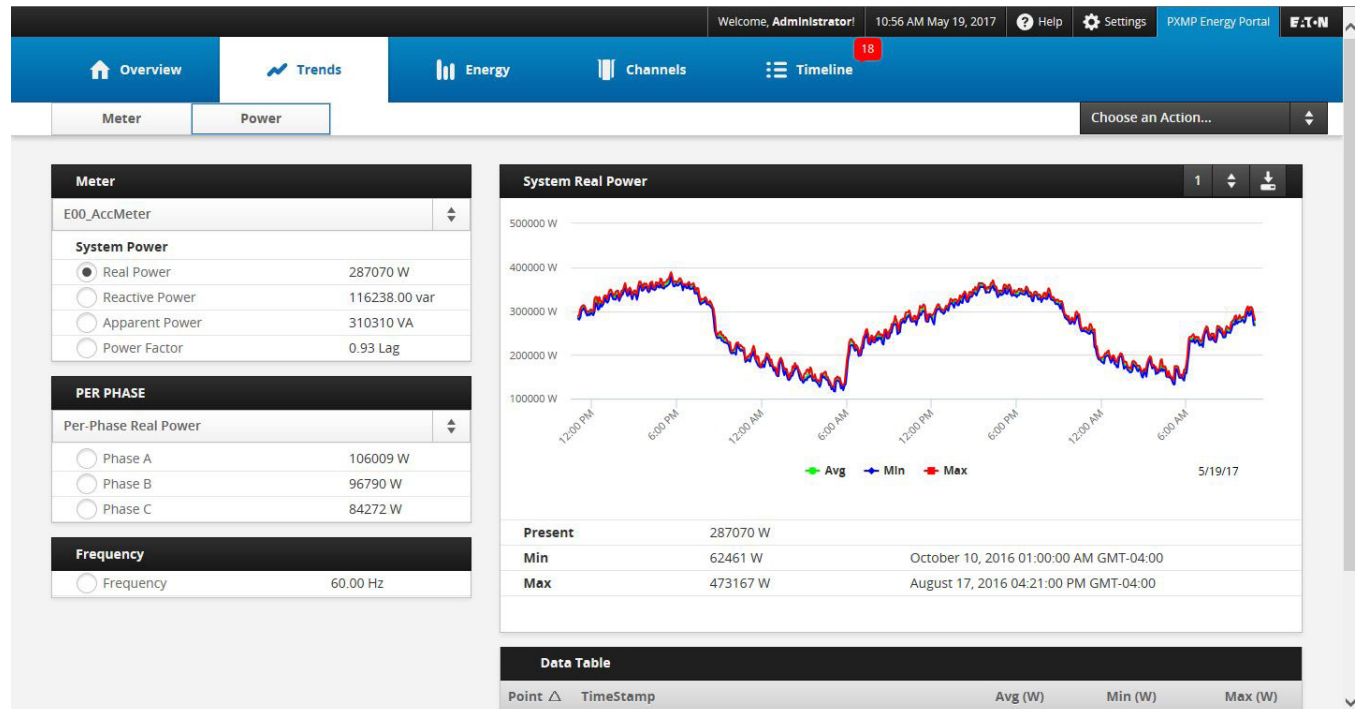 Welcome, Administrator! 10:56 AM May 19, 2017 ? Help Settings PXMP Energy Portal EATON
18
Overview Trends Energy Channels Timeline
Meter Power Choose an Action...
Meter
E00_AccMeter
System Power
Real Power 287070 W
Reactive Power 116238.00 var
Apparent Power 310310 VA
Power Factor 0.93 Lag
PER PHASE
Per-Phase Real Power
Phase A 106009 W
Phase B 96790 W
Phase C 84272 W
Frequency
Frequency 60.00 Hz
System Real Power 1
500000 W
400000 W
300000 W
200000 W
100000 W
12:00 PM 6:00 PM 12:00 AM 6:00 AM 12:00 PM 6:00 PM 12:00 AM 6:00 AM
Avg Min Max 5/19/17
Present 287070 W
Min 62461 W October 10, 2016 01:00:00 AM GMT-04:00
Max 473167 W August 17, 2016 04:21:00 PM GMT-04:00
Data Table
Point △ TimeStamp Avg (W) Min (W) Max (W)